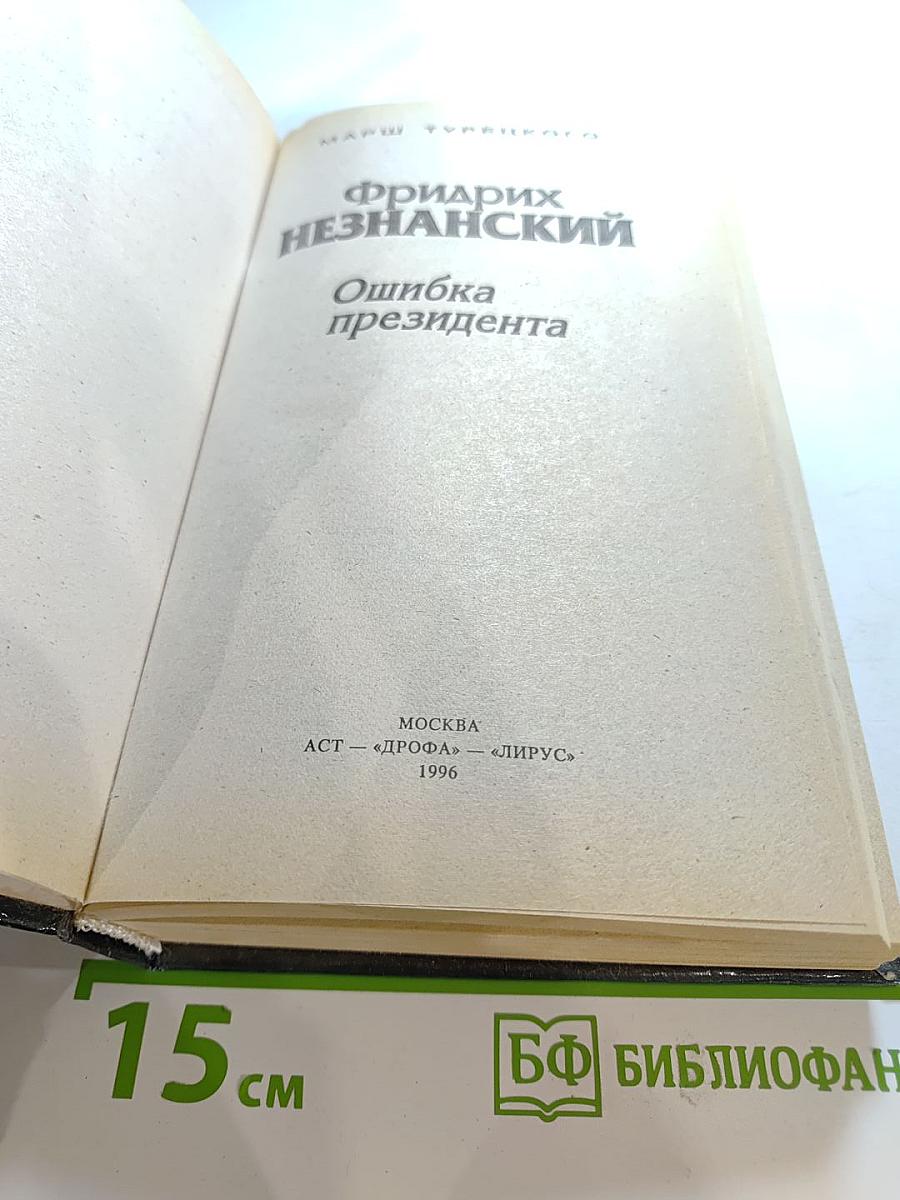 МАРШ ТУРЕЦКОГО
Фридрих
НЕЗНАНСКИЙ
Ошибка
президента
МОСКВА
АСТ — «ДРОФА» — «ЛИРУС»
1996
15 см
БФ БИБЛИОФАН